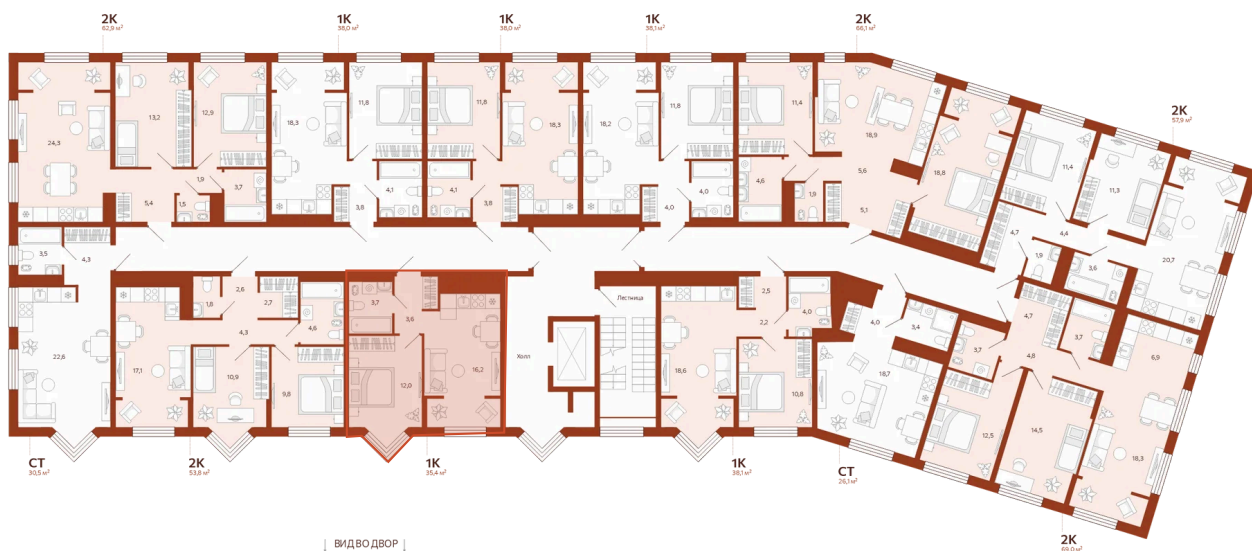 2К
62,9 м²
1К
38,0 м²
1К
38,0 м²
1К
38,1 м²
2К
66,1 м²
2К
57,9 м²
24,3
13,2
12,9
18,3
11,8
11,8
18,3
18,2
11,8
11,4
18,9
18,8
11,4
11,3
20,7
5,4
1,9
1,5
3,7
3,8
4,1
4,1
3,8
4,0
4,0
4,6
1,9
5,6
5,1
4,7
4,4
1,9
3,6
3,5
4,3
22,6
17,1
1,8
2,6
2,7
4,3
4,6
10,9
9,8
3,7
3,6
12,0
16,2
Холл
Лестница
18,6
2,5
2,2
4,0
10,8
4,0
3,4
18,7
3,7
4,7
4,8
3,7
6,9
12,5
14,5
18,3
СТ
30,5 м²
2К
53,8 м²
1К
35,4 м²
1К
38,1 м²
СТ
26,1 м²
2К
69,0 м²
ВИД ВО ДВОР